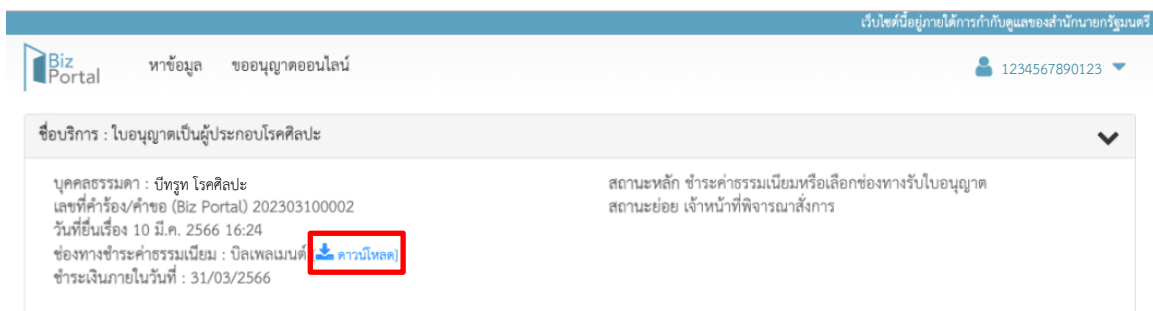 เว็บไซต์นี้อยู่ภายใต้การกำกับดูแลของสำนักนายกรัฐมนตรี
Biz
Portal
หาข้อมูล ขออนุญาตออนไลน์
1234567890123
ชื่อบริการ : ใบอนุญาตเป็นผู้ประกอบโรคศิลปะ
บุคคลธรรมดา : บีทรูท โรคศิลปะ
เลขที่คำร้อง/คำขอ (Biz Portal) 202303100002
วันที่ยื่นเรื่อง 10 มี.ค. 2566 16:24
ช่องทางชำระค่าธรรมเนียม : บิลเพลเมนต์ [ดาวน์โหลด]
ชำระเงินภายในวันที่ : 31/03/2566
สถานะหลัก ชำระค่าธรรมเนียมหรือเลือกช่องทางรับใบอนุญาต
สถานะย่อย เจ้าหน้าที่พิจารณาสั่งการ